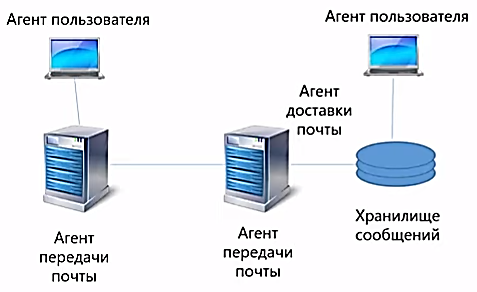 Агент пользователя
Агент пользователя
Агент
доставки
почты
Агент
передачи
почты
Агент
передачи
почты
Хранилище
сообщений